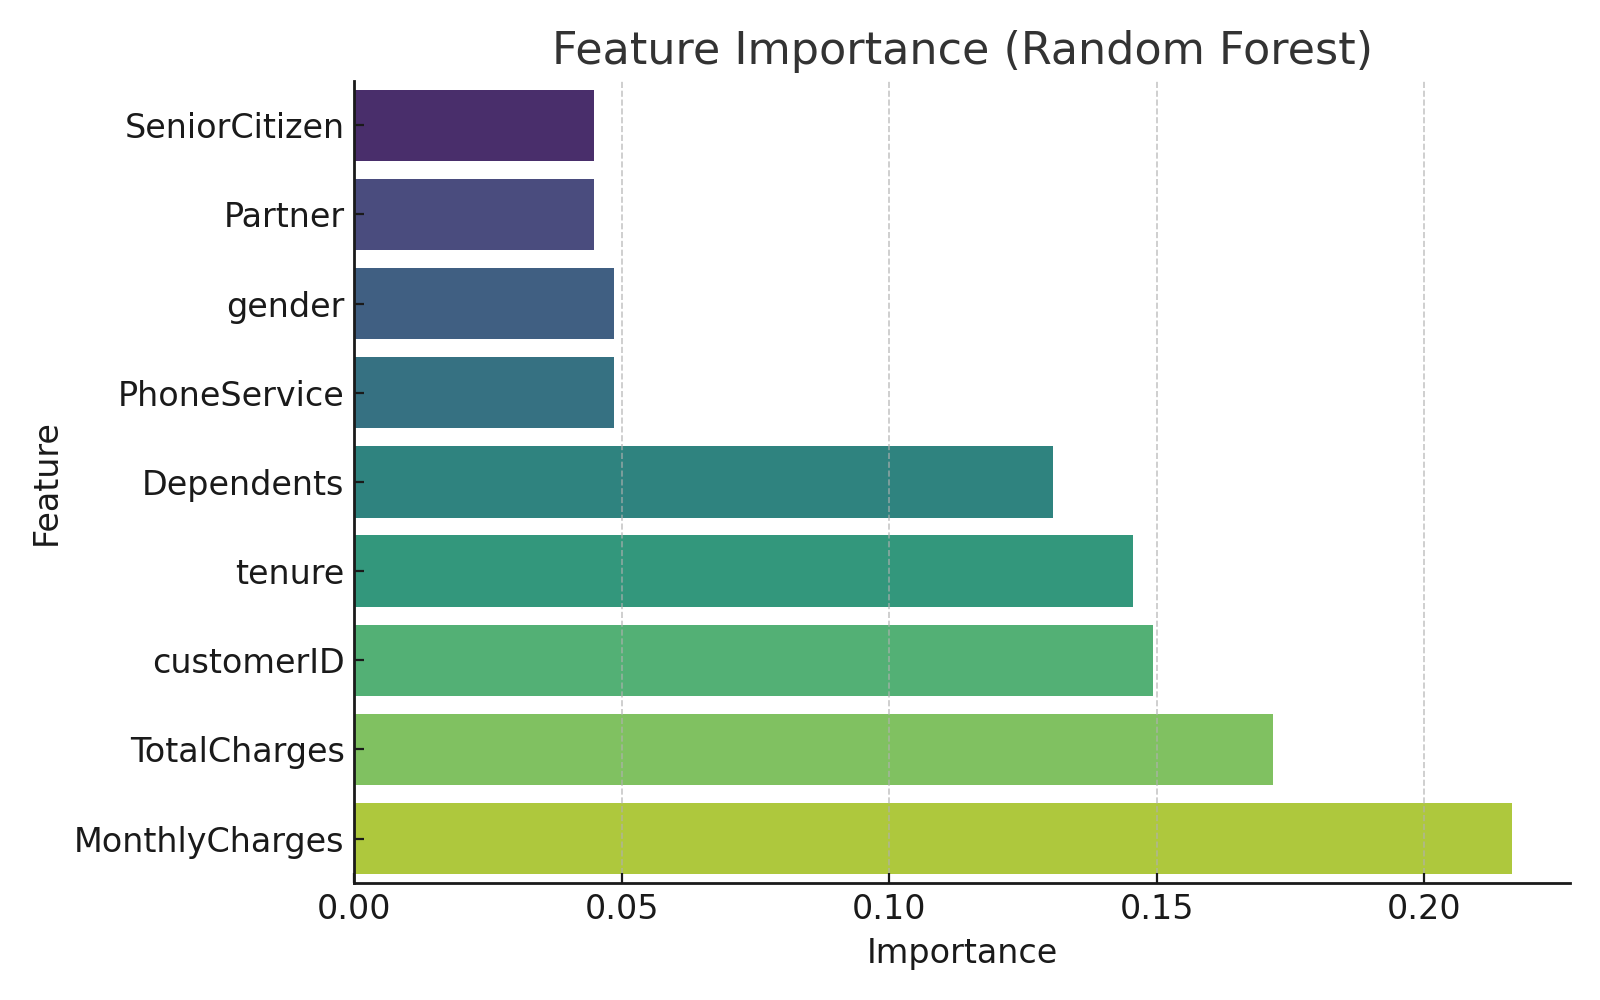 Feature Importance (Random Forest)
SeniorCitizen
Partner
gender
PhoneService
Dependents
tenure
customerID
TotalCharges
MonthlyCharges
Feature
0.00 0.05 0.10 0.15 0.20
Importance